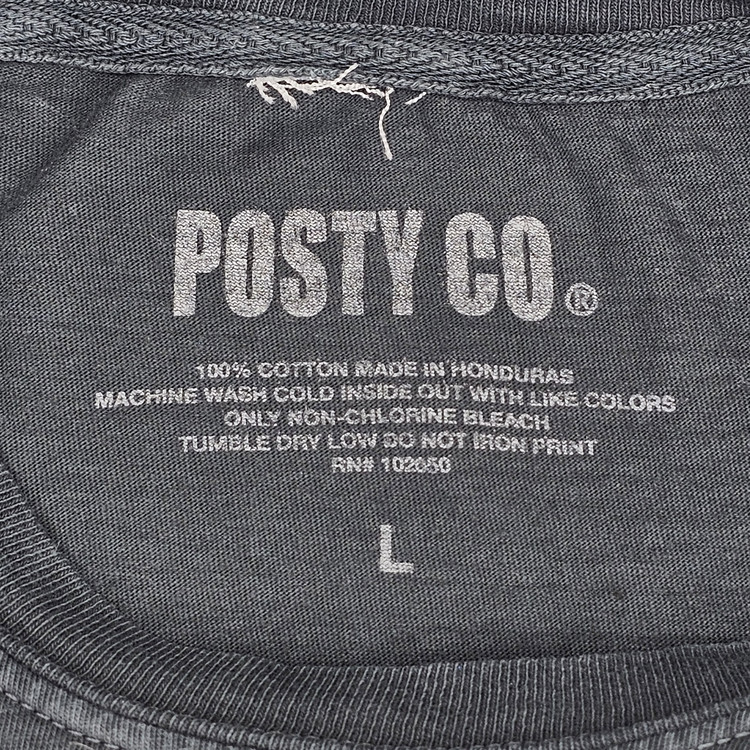 POSTY CO®
100% COTTON MADE IN HONDURAS
MACHINE WASH COLD INSIDE OUT WITH LIKE COLORS
ONLY NON-CHLORINE BLEACH
TUMBLE DRY LOW DO NOT IRON PRINT
RN# 102050
L